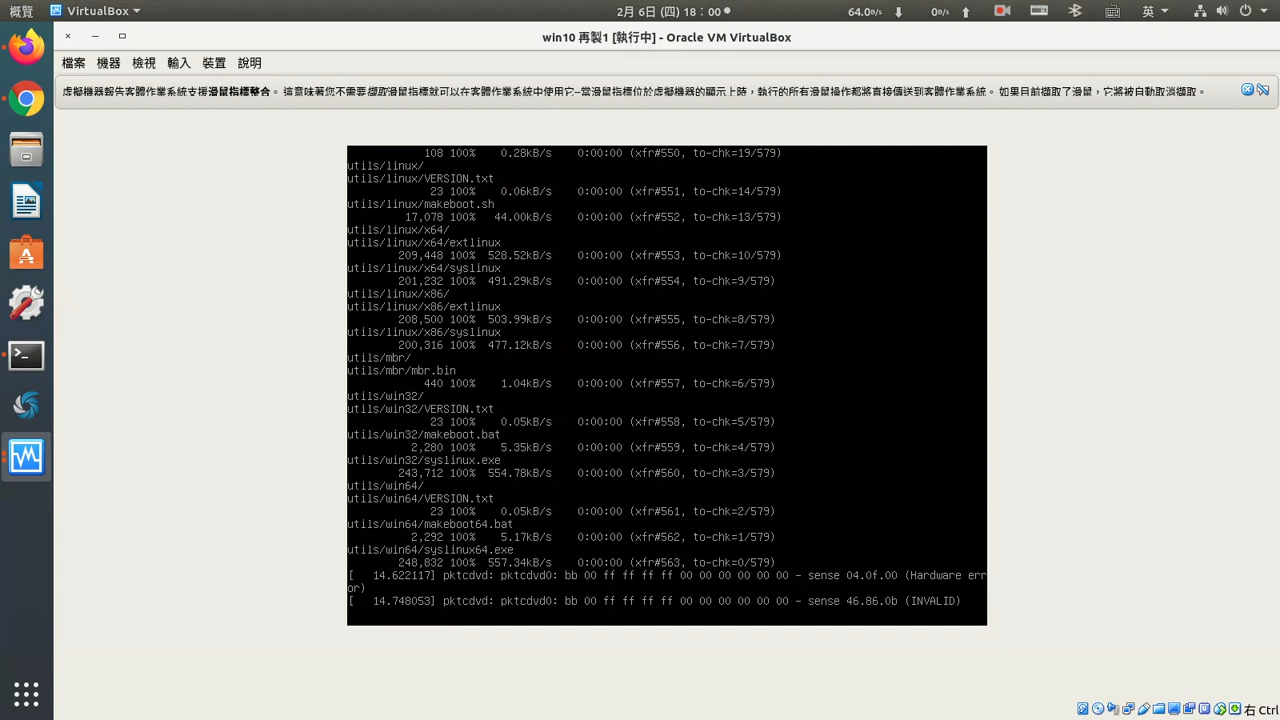 概覽 VirtualBox 2月 6日 (四) 18:00 64.0B/s 0B/s 英
win10 再製1 [執行中] - Oracle VM VirtualBox
檔案 機器 檢視 輸入 裝置 說明
虛擬機器報告客體作業系統支援滑鼠指標整合。 這意味著您不需要擷取滑鼠指標就可以在客體作業系統中使用它--當滑鼠指標位於虛擬機器的顯示上時，執行的所有滑鼠操作都將直接傳送到客體作業系統。 如果目前擷取了滑鼠，它將被自動取消擷取。
108 100% 0.28kB/s 0:00:00 (xfr#550, to-chk=19/579)
utils/linux/
utils/linux/VERSION.txt
23 100% 0.06kB/s 0:00:00 (xfr#551, to-chk=14/579)
utils/linux/makeboot.sh
17,078 100% 44.00kB/s 0:00:00 (xfr#552, to-chk=13/579)
utils/linux/x64/
utils/linux/x64/extlinux
209,448 100% 528.52kB/s 0:00:00 (xfr#553, to-chk=10/579)
utils/linux/x64/syslinux
201,232 100% 491.29kB/s 0:00:00 (xfr#554, to-chk=9/579)
utils/linux/x86/
utils/linux/x86/extlinux
208,500 100% 503.99kB/s 0:00:00 (xfr#555, to-chk=8/579)
utils/linux/x86/syslinux
200,316 100% 477.12kB/s 0:00:00 (xfr#556, to-chk=7/579)
utils/mbr/
utils/mbr/mbr.bin
440 100% 1.04kB/s 0:00:00 (xfr#557, to-chk=6/579)
utils/win32/
utils/win32/VERSION.txt
23 100% 0.05kB/s 0:00:00 (xfr#558, to-chk=5/579)
utils/win32/makeboot.bat
2,280 100% 5.35kB/s 0:00:00 (xfr#559, to-chk=4/579)
utils/win32/syslinux.exe
243,712 100% 554.78kB/s 0:00:00 (xfr#560, to-chk=3/579)
utils/win64/
utils/win64/VERSION.txt
23 100% 0.05kB/s 0:00:00 (xfr#561, to-chk=2/579)
utils/win64/makeboot64.bat
2,292 100% 5.17kB/s 0:00:00 (xfr#562, to-chk=1/579)
utils/win64/syslinux64.exe
248,832 100% 557.34kB/s 0:00:00 (xfr#563, to-chk=0/579)
[ 14.622117] pktcdvd: pktcdvd0: bb 00 ff ff ff ff 00 00 00 00 00 00 - sense 04.0f.00 (Hardware err
or)
[ 14.748053] pktcdvd: pktcdvd0: bb 00 ff ff ff ff 00 00 00 00 00 00 - sense 46.86.0b (INVALID)
右 Ctrl